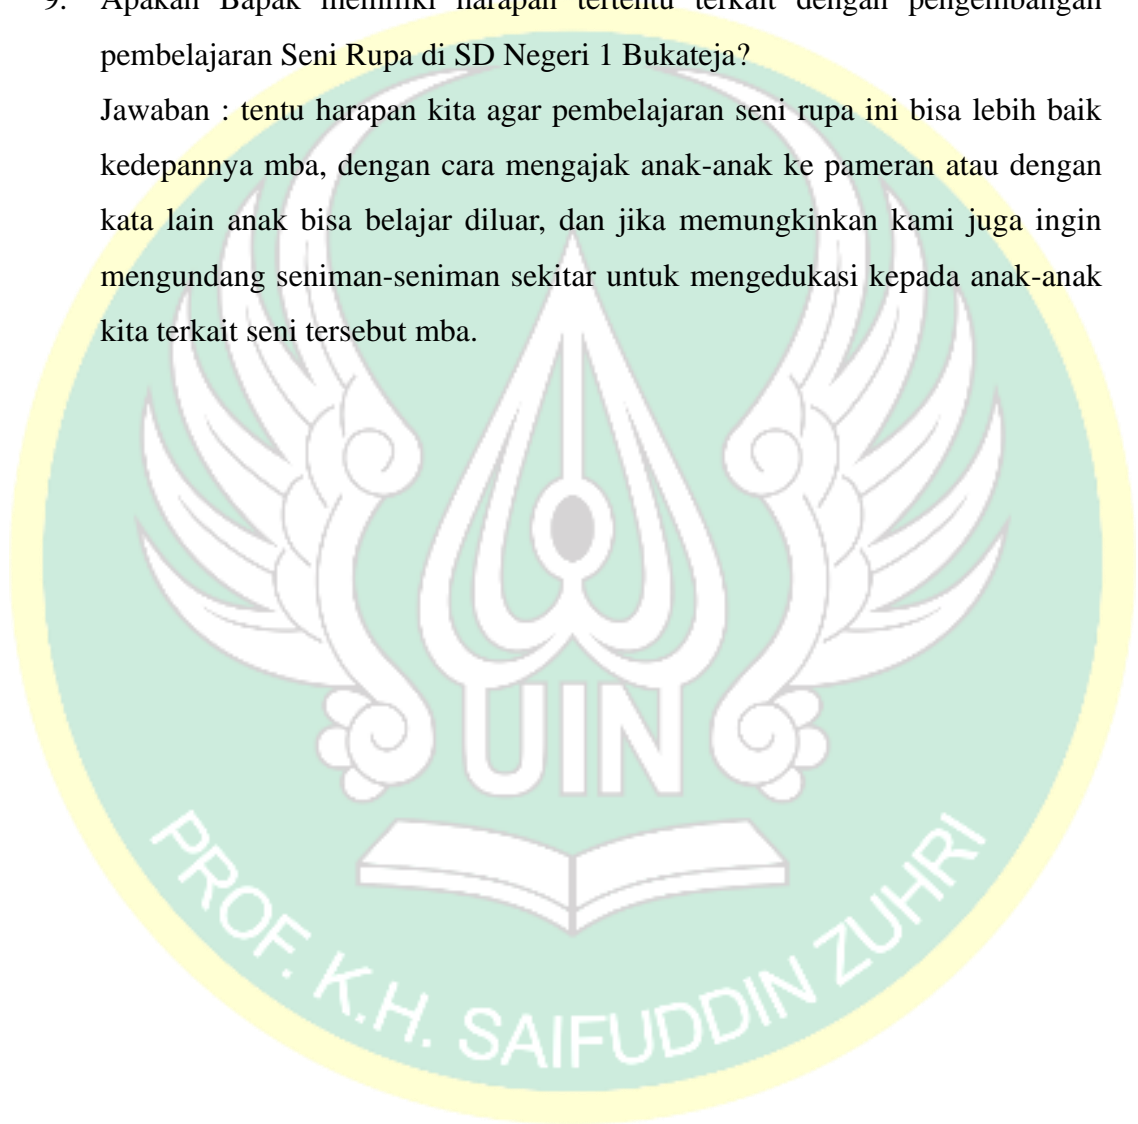 9. Apakah Bapak memiliki harapan tertentu terkait dengan pengembangan
pembelajaran Seni Rupa di SD Negeri 1 Bukateja?
Jawaban : tentu harapan kita agar pembelajaran seni rupa ini bisa lebih baik
kedepannya mba, dengan cara mengajak anak-anak ke pameran atau dengan
kata lain anak bisa belajar diluar, dan jika memungkinkan kami juga ingin
mengundang seniman-seniman sekitar untuk mengedukasi kepada anak-anak
kita terkait seni tersebut mba.
UIN
PROF. K.H. SAIFUDDIN ZUHRI